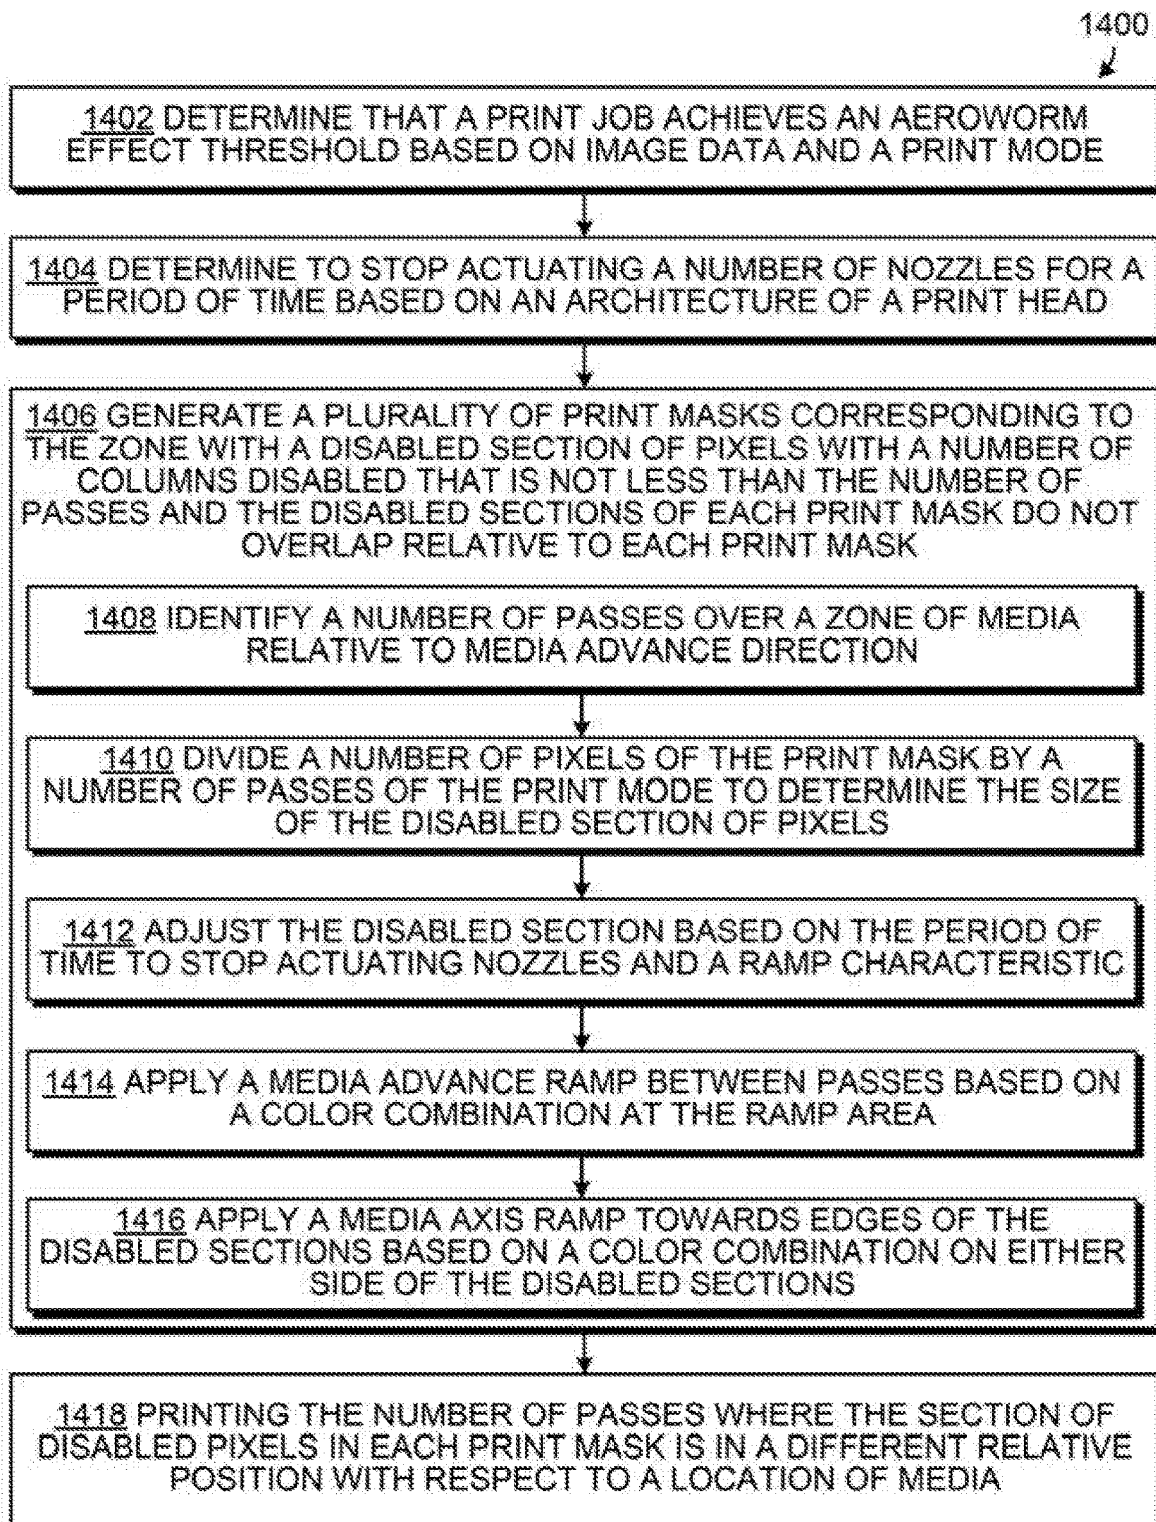 1400
1402 DETERMINE THAT A PRINT JOB ACHIEVES AN AEROWORM
EFFECT THRESHOLD BASED ON IMAGE DATA AND A PRINT MODE
1404 DETERMINE TO STOP ACTUATING A NUMBER OF NOZZLES FOR A
PERIOD OF TIME BASED ON AN ARCHITECTURE OF A PRINT HEAD
1406 GENERATE A PLURALITY OF PRINT MASKS CORRESPONDING TO
THE ZONE WITH A DISABLED SECTION OF PIXELS WITH A NUMBER OF
COLUMNS DISABLED THAT IS NOT LESS THAN THE NUMBER OF
PASSES AND THE DISABLED SECTIONS OF EACH PRINT MASK DO NOT
OVERLAP RELATIVE TO EACH PRINT MASK
1408 IDENTIFY A NUMBER OF PASSES OVER A ZONE OF MEDIA
RELATIVE TO MEDIA ADVANCE DIRECTION
1410 DIVIDE A NUMBER OF PIXELS OF THE PRINT MASK BY A
NUMBER OF PASSES OF THE PRINT MODE TO DETERMINE THE SIZE
OF THE DISABLED SECTION OF PIXELS
1412 ADJUST THE DISABLED SECTION BASED ON THE PERIOD OF
TIME TO STOP ACTUATING NOZZLES AND A RAMP CHARACTERISTIC
1414 APPLY A MEDIA ADVANCE RAMP BETWEEN PASSES BASED ON
A COLOR COMBINATION AT THE RAMP AREA
1416 APPLY A MEDIA AXIS RAMP TOWARDS EDGES OF THE
DISABLED SECTIONS BASED ON A COLOR COMBINATION ON EITHER
SIDE OF THE DISABLED SECTIONS
1418 PRINTING THE NUMBER OF PASSES WHERE THE SECTION OF
DISABLED PIXELS IN EACH PRINT MASK IS IN A DIFFERENT RELATIVE
POSITION WITH RESPECT TO A LOCATION OF MEDIA